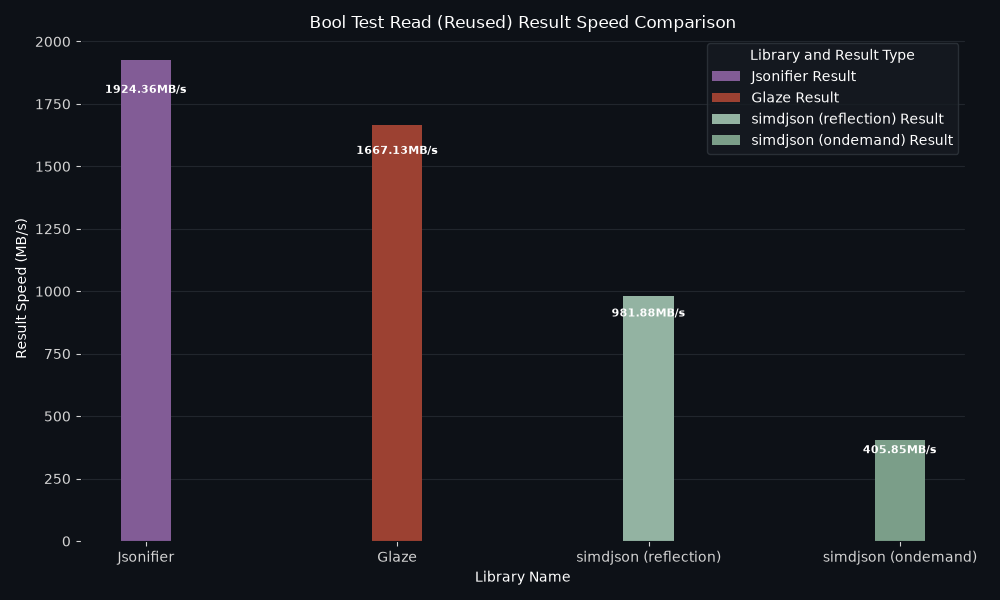 Bool Test Read (Reused) Result Speed Comparison
Library and Result Type
Jsonifier Result
Glaze Result
simdjson (reflection) Result
simdjson (ondemand) Result
Result Speed (MB/s)
2000
1750
1500
1250
1000
750
500
250
0
1924.36MB/s
1667.13MB/s
981.88MB/s
405.85MB/s
Jsonifier
Glaze
simdjson (reflection)
simdjson (ondemand)
Library Name